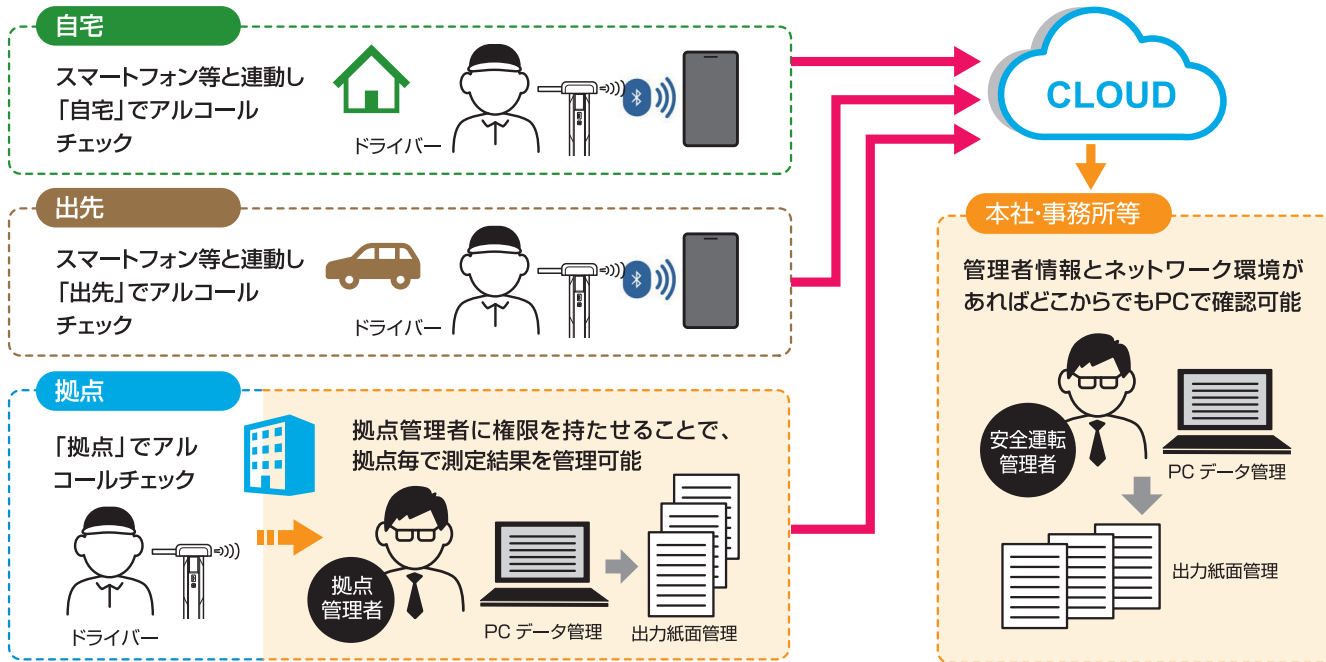 自宅
スマートフォン等と連動し
「自宅」でアルコール
チェック
ドライバー
出先
スマートフォン等と連動し
「出先」でアルコール
チェック
ドライバー
拠点
「拠点」でアル
コールチェック
ドライバー
拠点管理者に権限を持たせることで、
拠点毎で測定結果を管理可能
拠点
管理者
PC データ管理
出力紙面管理
CLOUD
本社・事務所等
管理者情報とネットワーク環境が
あればどこからでもPCで確認可能
安全運転
管理者
PC データ管理
出力紙面管理